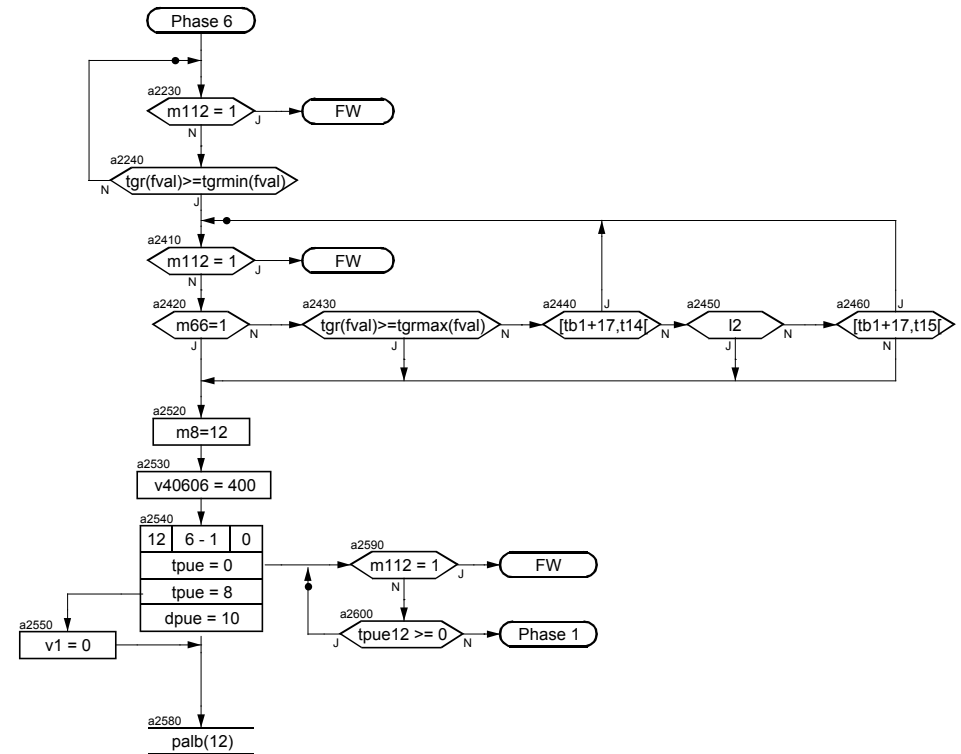 Phase 6
a2230
m112 = 1
J
FW
N
a2240
tgr(fval)>=tgrmin(fval)
N
J
a2410
m112 = 1
J
FW
N
a2420
m66=1
N
J
a2430
tgr(fval)>=tgrmax(fval)
N
J
a2440
[tb1+17,t14[
J
N
a2450
l2
N
J
a2460
[tb1+17,t15[
J
N
a2520
m8=12
a2530
v40606 = 400
a2540
12 6 - 1 0
tpue = 0
tpue = 8
dpue = 10
a2590
m112 = 1
J
FW
N
a2600
tpue12 >= 0
J
N
Phase 1
a2550
v1 = 0
a2580
palb(12)